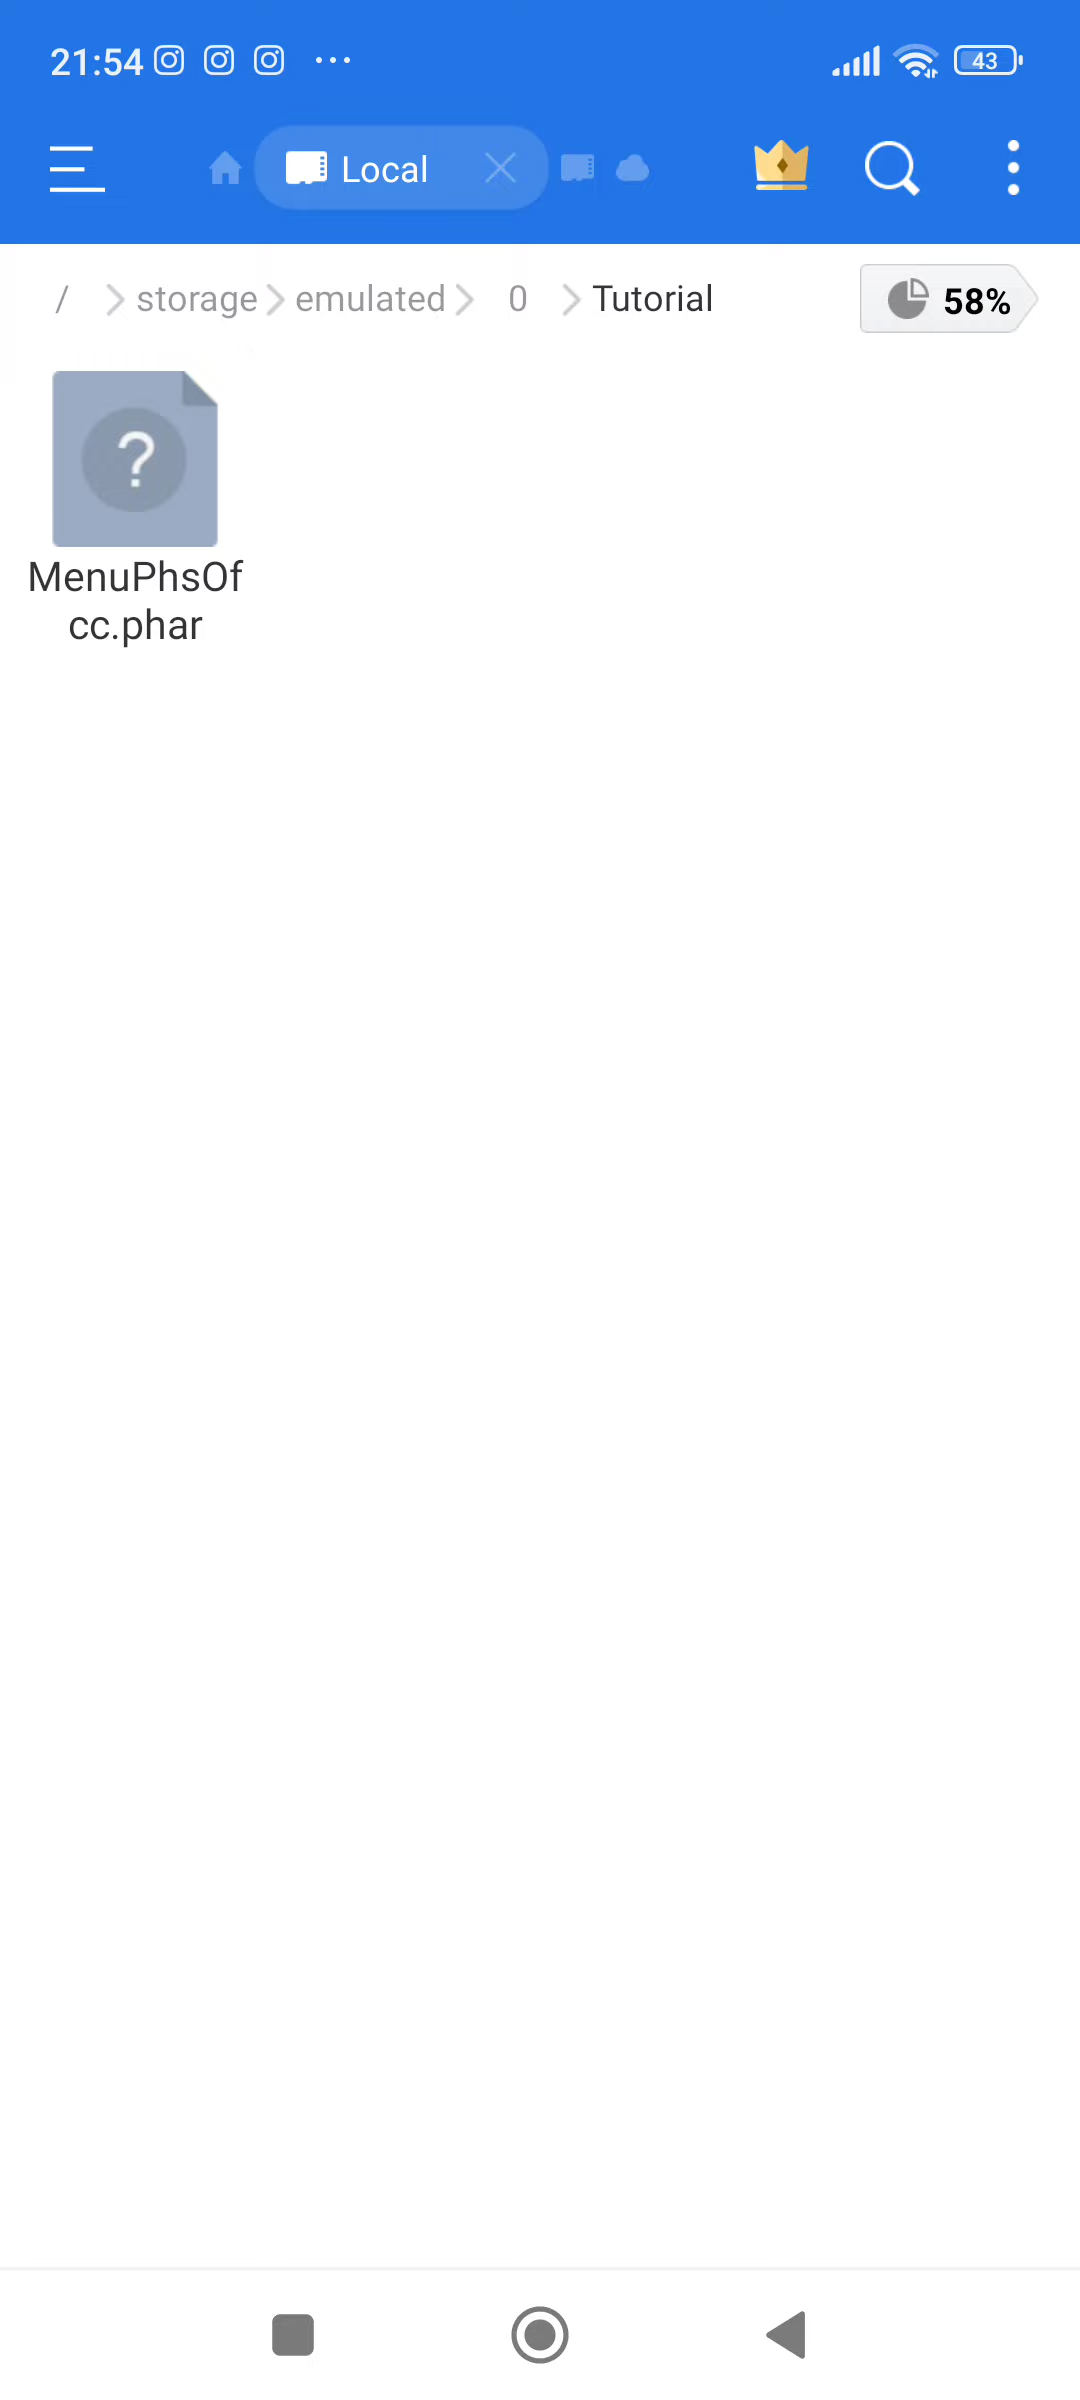 21:54
43
Local
/ storage emulated 0 Tutorial
58%
?
MenuPhsOf
cc.phar